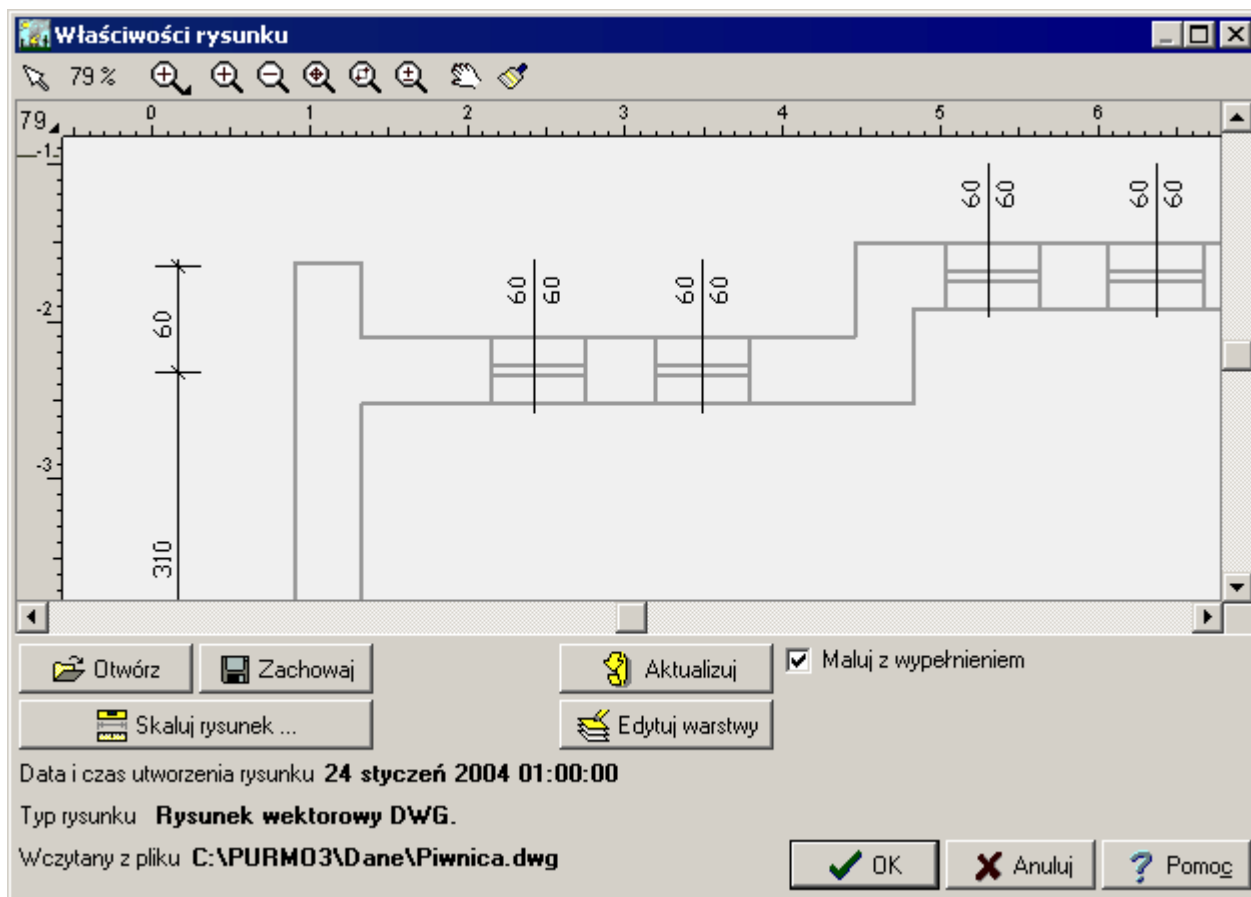 Właściwości rysunku
79 %
79
0 1 2 3 4 5 6
-1
-2
-3
60 60 60 60
60 60 60 60
60
310
Otwórz Zachowaj Aktualizuj Maluj z wypełnieniem
Skaluj rysunek ... Edytuj warstwy
Data i czas utworzenia rysunku 24 styczeń 2004 01:00:00
Typ rysunku Rysunek wektorowy DWG.
Wczytany z pliku C:\PURMO3\Dane\Piwnica.dwg
OK Anuluj Pomoc